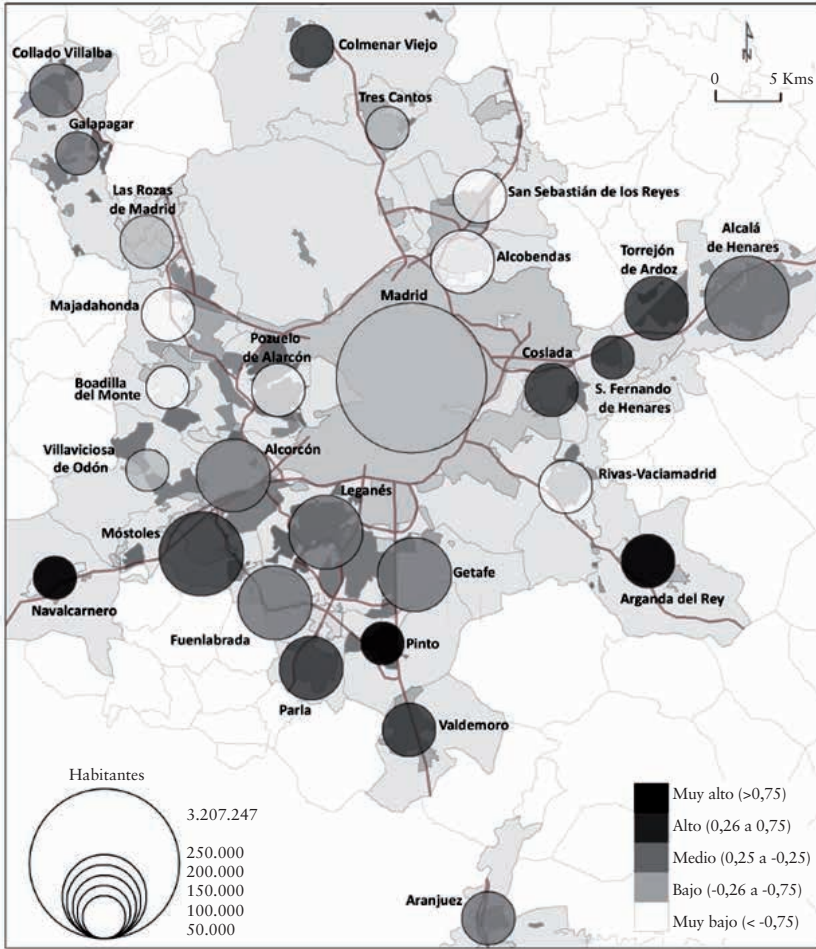 Collado Villalba
Colmenar Viejo
N
0 5 Kms
Tres Cantos
Galapagar
Las Rozas
de Madrid
San Sebastián de los Reyes
Alcalá
de Henares
Torrejón
de Ardoz
Alcobendas
Madrid
Majadahonda
Pozuelo
de Alarcón
Coslada
Boadilla
del Monte
S. Fernando
de Henares
Villaviciosa
de Odón
Alcorcón
Rivas-Vaciamadrid
Leganés
Móstoles
Getafe
Navalcarnero
Arganda del Rey
Fuenlabrada
Pinto
Parla
Valdemoro
Habitantes
3.207.247
250.000
200.000
150.000
100.000
50.000
Muy alto (>0,75)
Alto (0,26 a 0,75)
Medio (0,25 a -0,25)
Bajo (-0,26 a -0,75)
Muy bajo (< -0,75)
Aranjuez